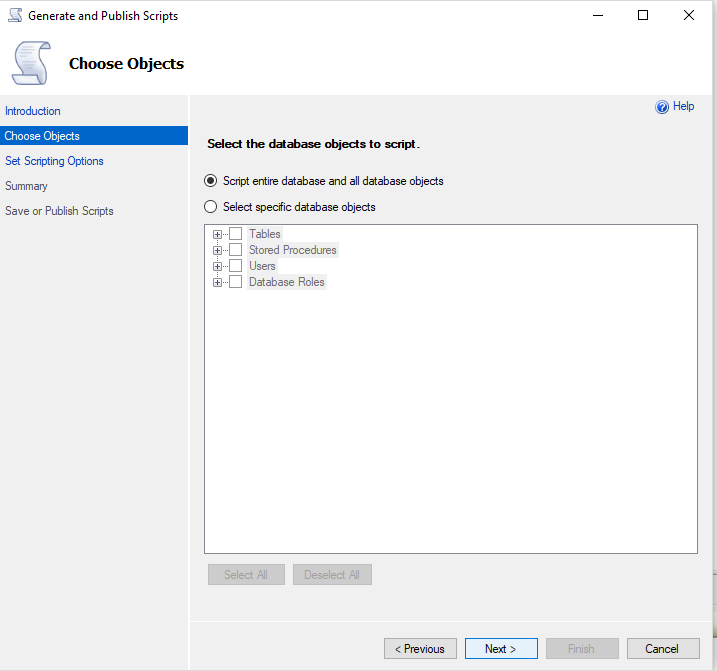 Generate and Publish Scripts
Choose Objects
Introduction
Choose Objects
Set Scripting Options
Summary
Save or Publish Scripts
Help
Select the database objects to script.
Script entire database and all database objects
Select specific database objects
Tables
Stored Procedures
Users
Database Roles
Select All
Deselect All
< Previous
Next >
Finish
Cancel